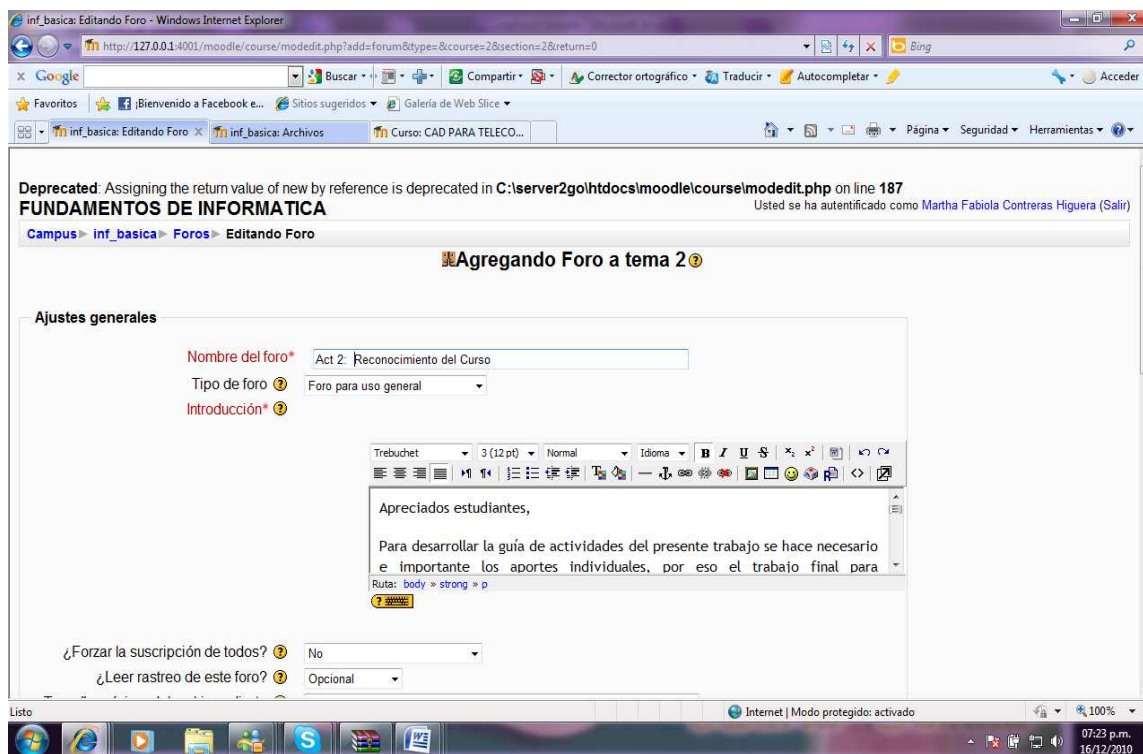 inf_basica: Editando Foro - Windows Internet Explorer
http://127.0.0.1:4001/moodle/course/modedit.php?add=forum&type=&course=2&section=2&return=0
Bing
x Google
Buscar
Compartir
Corrector ortográfico
Traducir
Autocompletar
Acceder
Favoritos
¡Bienvenido a Facebook e...
Sitios sugeridos
Galería de Web Slice
inf_basica: Editando Foro X
inf_basica: Archivos
Curso: CAD PARA TELECO...
Página
Seguridad
Herramientas
Deprecated: Assigning the return value of new by reference is deprecated in C:\server2go\htdocs\moodle\course\modedit.php on line 187
FUNDAMENTOS DE INFORMATICA
Usted se ha autentificado como Martha Fabiola Contreras Higuera (Salir)
Campus ► inf_basica ► Foros ► Editando Foro
Agregando Foro a tema 2
Ajustes generales
Nombre del foro* Act 2: Reconocimiento del Curso
Tipo de foro Foro para uso general
Introducción*
Trebuchet 3 (12 pt) Normal Idioma B I U S x₂ x²
Apreciados estudiantes,
Para desarrollar la guía de actividades del presente trabajo se hace necesario
e importante los aportes individuales, por eso el trabajo final para
Ruta: body » strong » p
¿Forzar la suscripción de todos? No
¿Leer rastreo de este foro? Opcional
Listo
Internet | Modo protegido: activado
100%
07:23 p.m.
16/12/2010